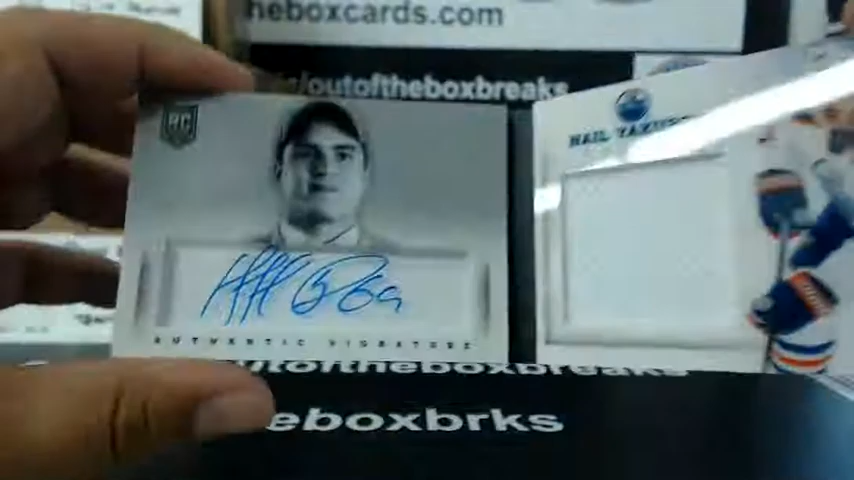 heboxcards.com
/outoftheboxbreaks
RC
NAIL YAKUPOV
AUTHENTIC SIGNATURE
outoftheboxbreaks
eboxbrks